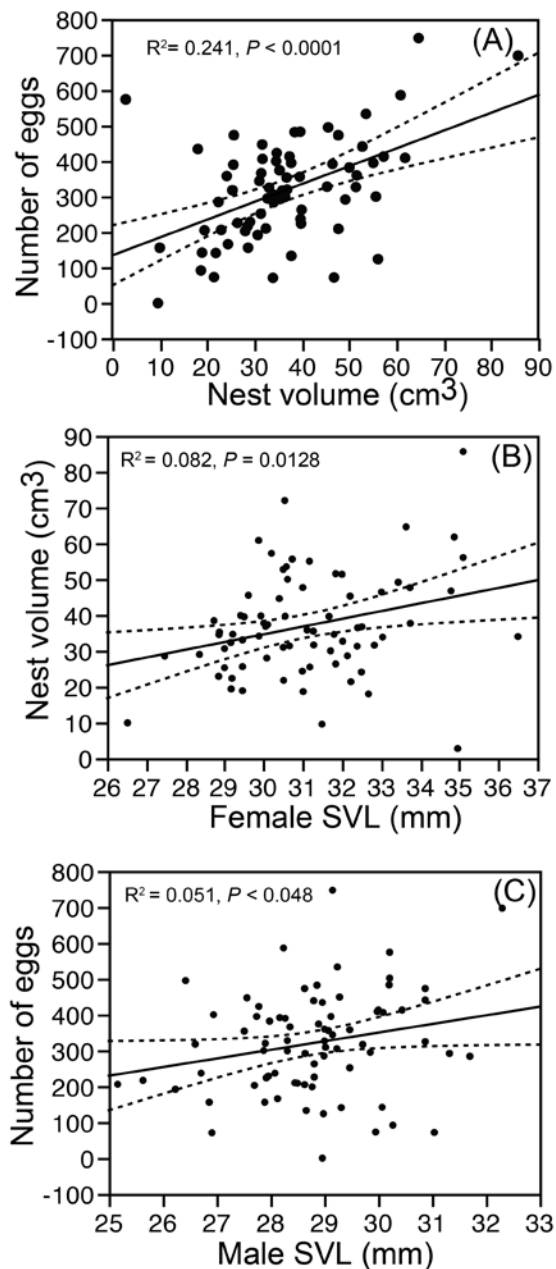 R²= 0.241, P < 0.0001
(A)
Number of eggs
800
700
600
500
400
300
200
100
0
-100
0 10 20 30 40 50 60 70 80 90
Nest volume (cm³)
R² = 0.082, P = 0.0128
(B)
Nest volume (cm³)
90
80
70
60
50
40
30
20
10
0
26 27 28 29 30 31 32 33 34 35 36 37
Female SVL (mm)
R² = 0.051, P < 0.048
(C)
Number of eggs
800
700
600
500
400
300
200
100
0
-100
25 26 27 28 29 30 31 32 33
Male SVL (mm)